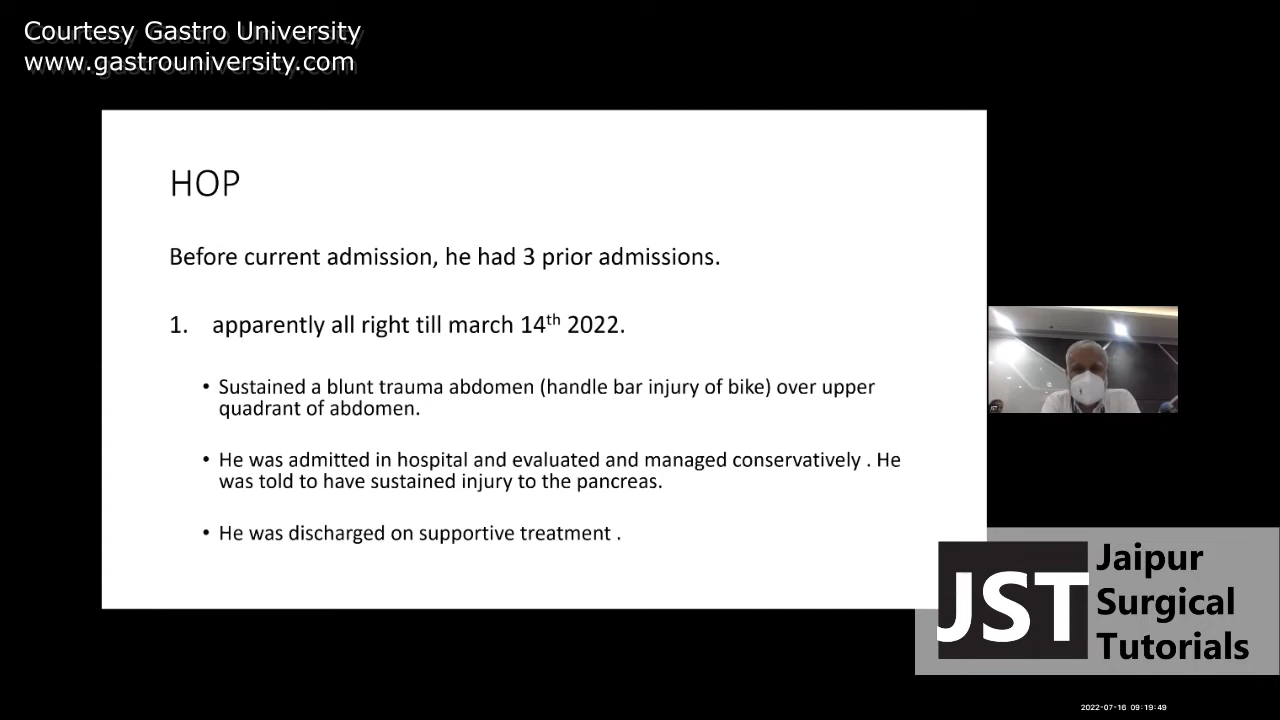 Courtesy Gastro University
www.gastrouniversity.com
HOP
Before current admission, he had 3 prior admissions.
1. apparently all right till march 14th 2022.
• Sustained a blunt trauma abdomen (handle bar injury of bike) over upper
quadrant of abdomen.
• He was admitted in hospital and evaluated and managed conservatively . He
was told to have sustained injury to the pancreas.
• He was discharged on supportive treatment .
JST
Jaipur
Surgical
Tutorials
2022-07-16 09:19:49